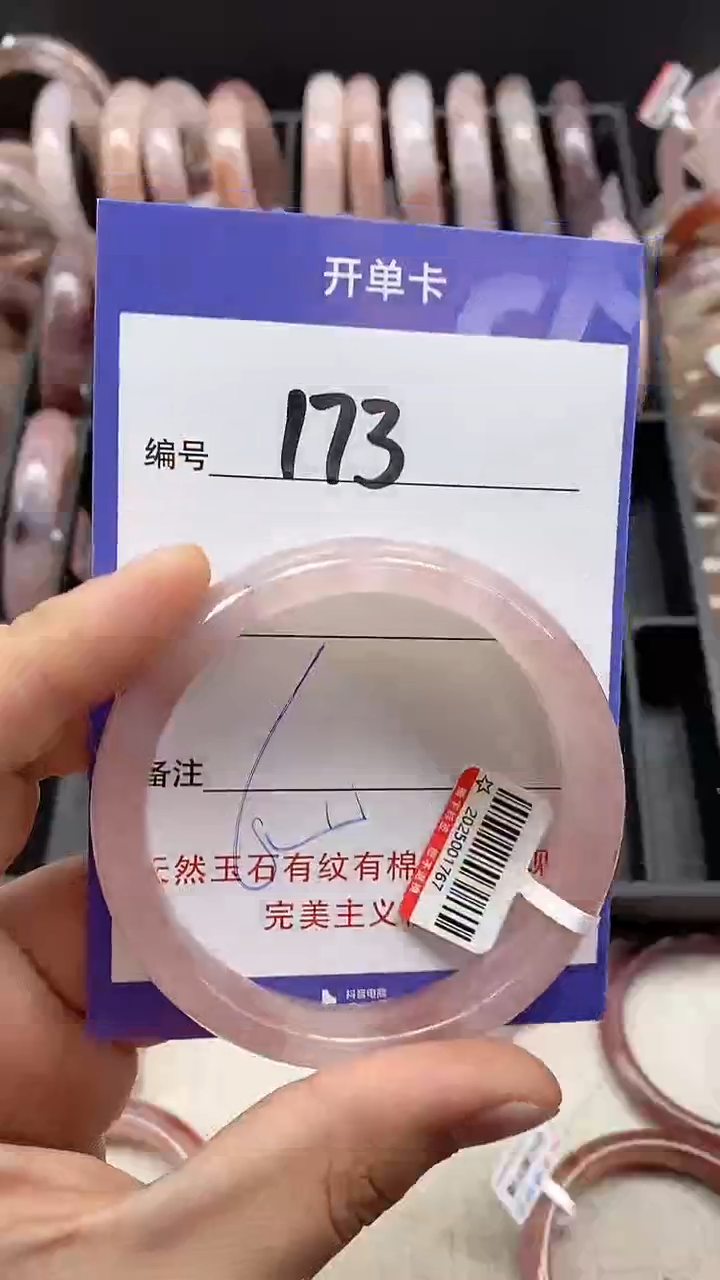 开单卡
编号 173
备注
天然玉石有纹有棉
完美主义
抖音电商
2025001767